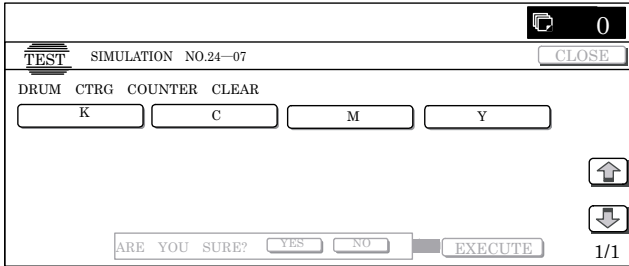 0
TEST SIMULATION NO.24—07 CLOSE
DRUM CTRG COUNTER CLEAR
K C M Y
ARE YOU SURE? YES NO EXECUTE
1/1